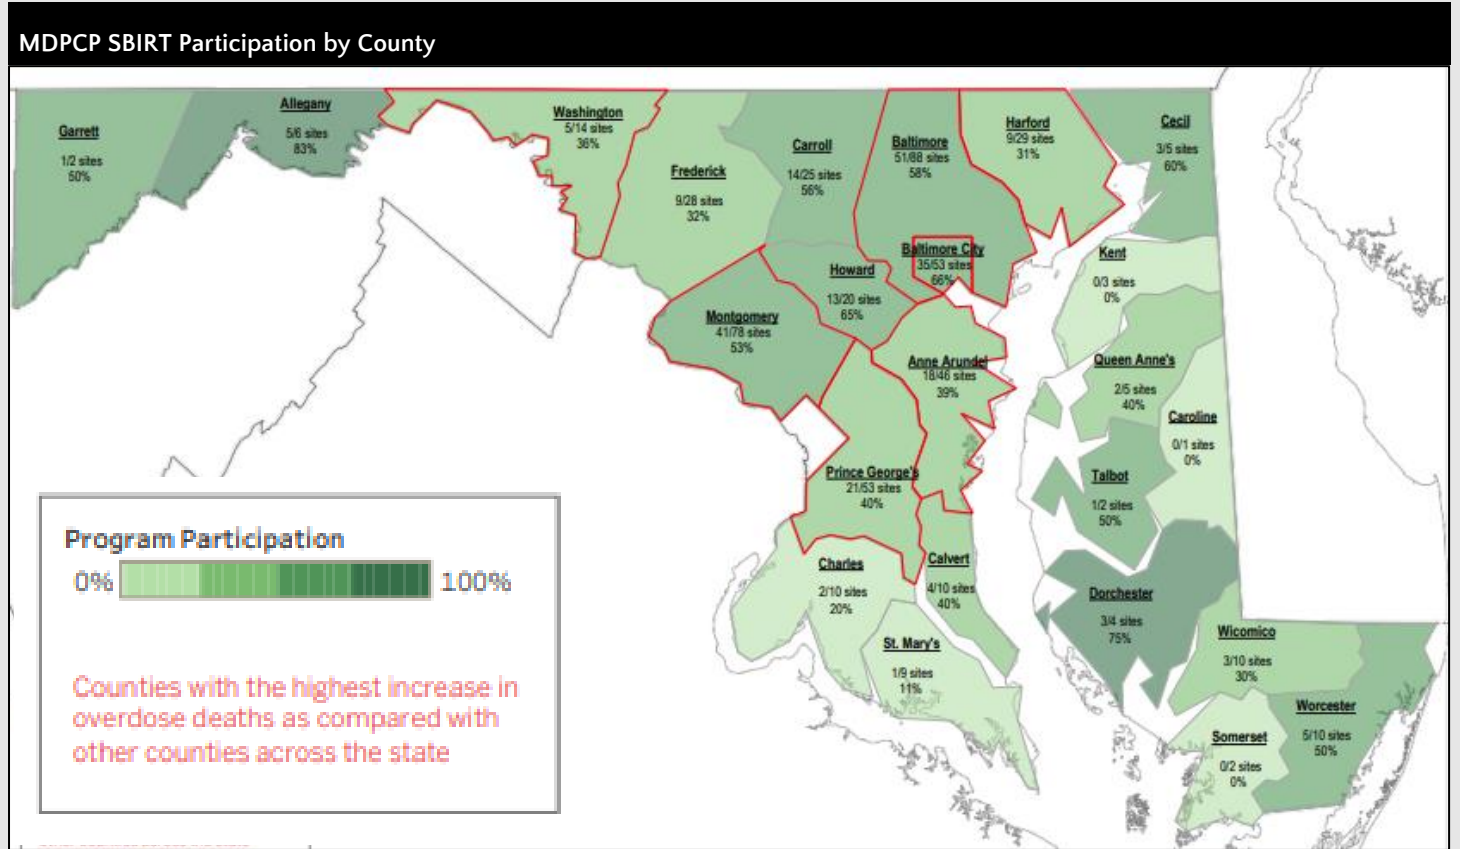 MDPCP SBIRT Participation by County
Garrett
1/2 sites
50%
Allegany
5/6 sites
83%
Washington
5/14 sites
36%
Frederick
9/28 sites
32%
Carroll
14/25 sites
56%
Baltimore
51/88 sites
58%
Harford
9/29 sites
31%
Cecil
3/5 sites
60%
Baltimore City
35/53 sites
66%
Howard
13/20 sites
65%
Montgomery
41/78 sites
53%
Kent
0/3 sites
0%
Anne Arundel
18/46 sites
39%
Queen Anne's
2/5 sites
40%
Caroline
0/1 sites
0%
Talbot
1/2 sites
50%
Prince George's
21/53 sites
40%
Charles
2/10 sites
20%
Calvert
4/10 sites
40%
St. Mary's
1/9 sites
11%
Dorchester
3/4 sites
75%
Wicomico
3/10 sites
30%
Worcester
5/10 sites
50%
Somerset
0/2 sites
0%
Program Participation
0% 100%
Counties with the highest increase in
overdose deaths as compared with
other counties across the state